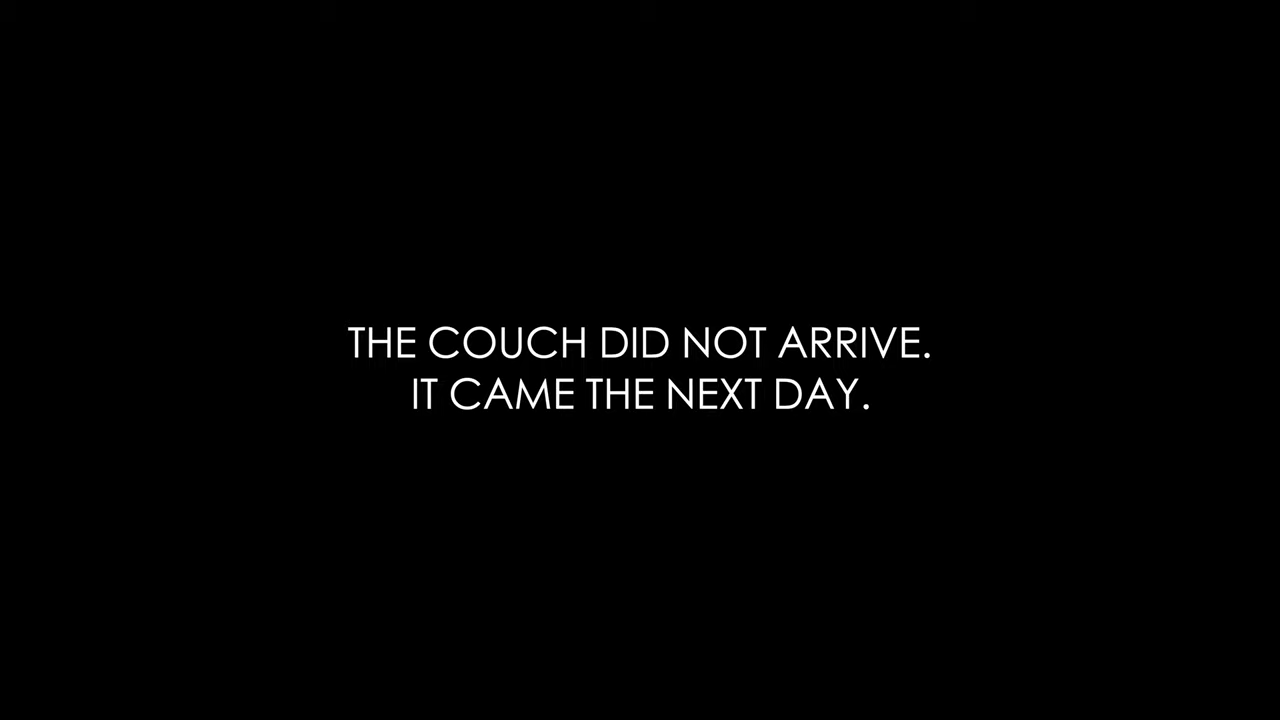 THE COUCH DID NOT ARRIVE.
IT CAME THE NEXT DAY.